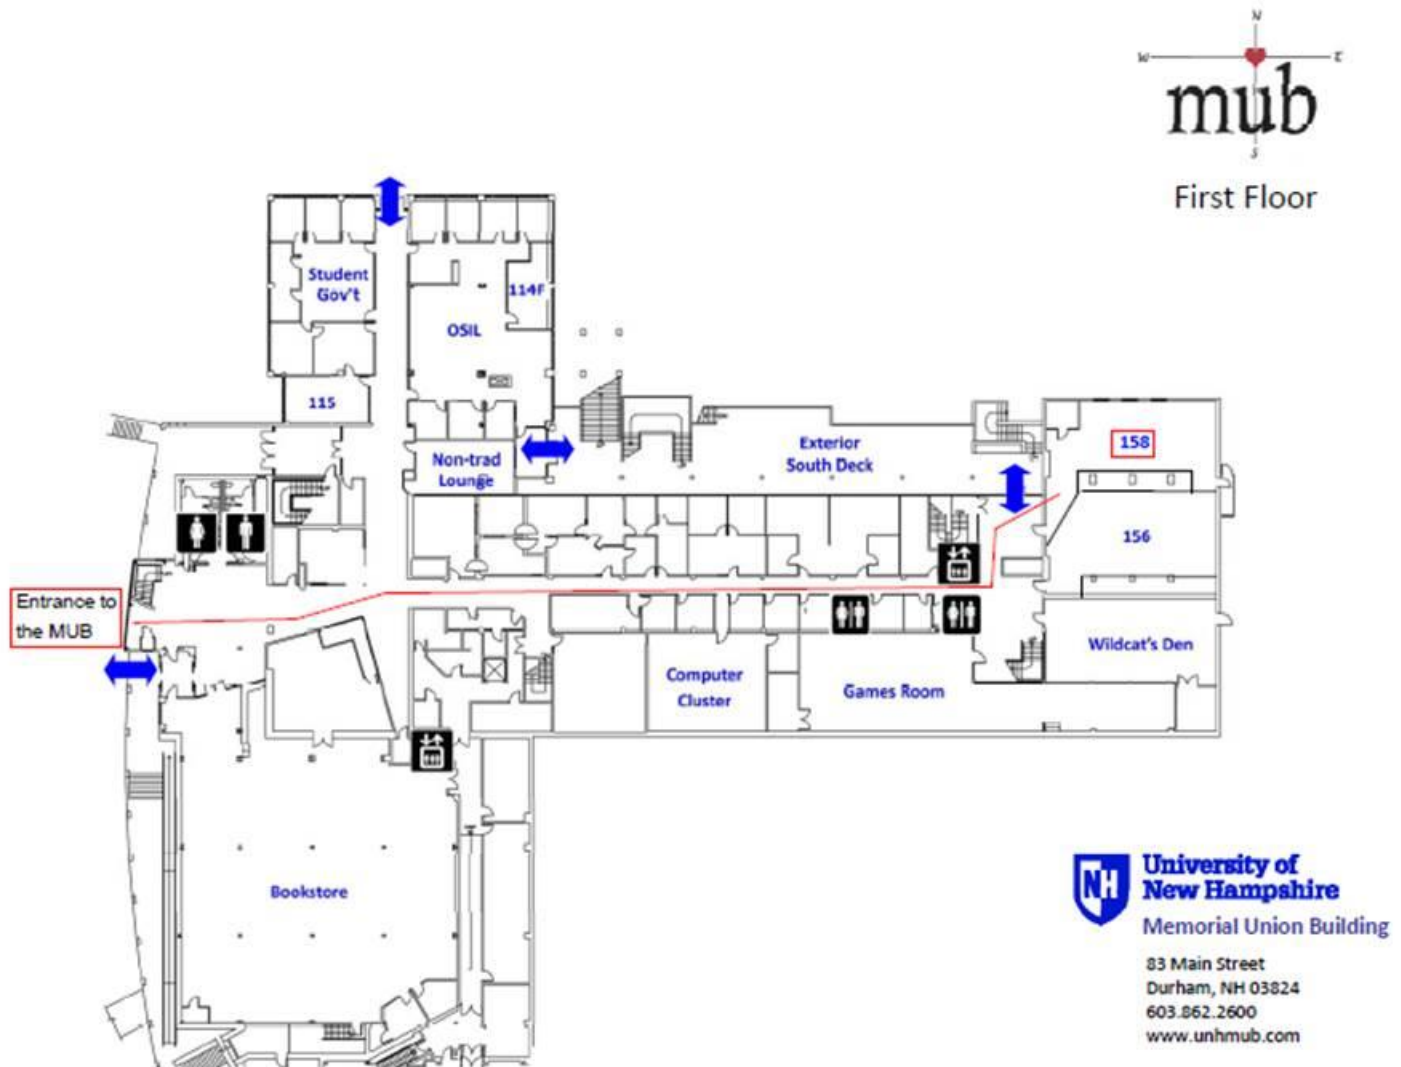 N
W
E
mub
S
First Floor
Student
Gov't
114F
OSIL
115
Non-trad
Lounge
Exterior
South Deck
158
156
Entrance to
the MUB
Wildcat's Den
Computer
Cluster
Games Room
Bookstore
NH
University of
New Hampshire
Memorial Union Building
83 Main Street
Durham, NH 03824
603.862.2600
www.unhmub.com